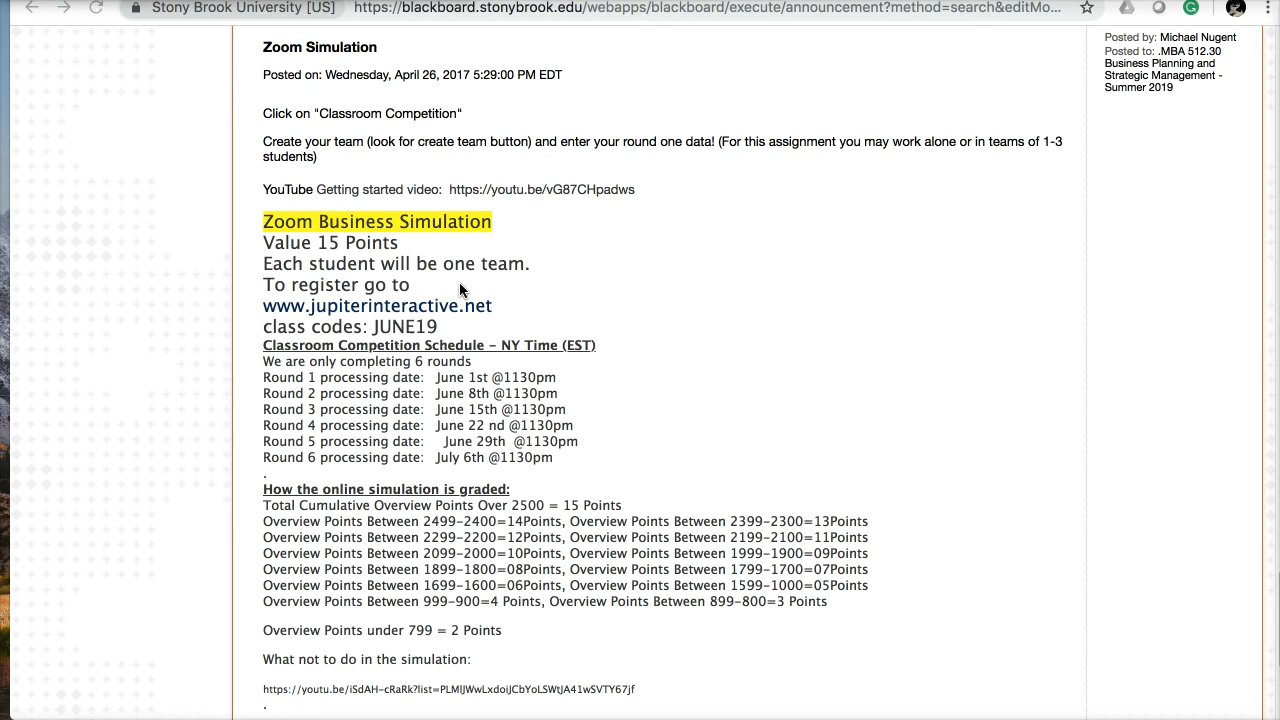 Stony Brook University [US] https://blackboard.stonybrook.edu/webapps/blackboard/execute/announcement?method=search&editMo...
Zoom Simulation
Posted on: Wednesday, April 26, 2017 5:29:00 PM EDT
Click on "Classroom Competition"
Create your team (look for create team button) and enter your round one data! (For this assignment you may work alone or in teams of 1-3
students)
YouTube Getting started video: https://youtu.be/vG87CHpadws
Zoom Business Simulation
Value 15 Points
Each student will be one team.
To register go to
www.jupiterinteractive.net
class codes: JUNE19
Classroom Competition Schedule – NY Time (EST)
We are only completing 6 rounds
Round 1 processing date: June 1st @1130pm
Round 2 processing date: June 8th @1130pm
Round 3 processing date: June 15th @1130pm
Round 4 processing date: June 22 nd @1130pm
Round 5 processing date: June 29th @1130pm
Round 6 processing date: July 6th @1130pm
.
How the online simulation is graded:
Total Cumulative Overview Points Over 2500 = 15 Points
Overview Points Between 2499-2400=14Points, Overview Points Between 2399-2300=13Points
Overview Points Between 2299-2200=12Points, Overview Points Between 2199-2100=11Points
Overview Points Between 2099-2000=10Points, Overview Points Between 1999-1900=09Points
Overview Points Between 1899-1800=08Points, Overview Points Between 1799-1700=07Points
Overview Points Between 1699-1600=06Points, Overview Points Between 1599-1000=05Points
Overview Points Between 999-900=4 Points, Overview Points Between 899-800=3 Points
Overview Points under 799 = 2 Points
What not to do in the simulation:
https://youtu.be/iSdAH-cRaRk?list=PLMlJWwLxdoiJCbYoLSWtJA41wSVTY67jf
.
Posted by: Michael Nugent
Posted to: .MBA 512.30
Business Planning and
Strategic Management -
Summer 2019